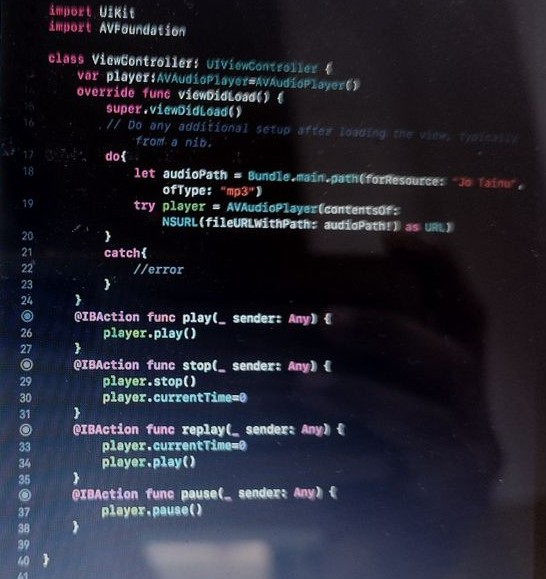 import UIKit
import AVFoundation
class ViewController: UIViewController {
var player:AVAudioPlayer=AVAudioPlayer()
override func viewDidLoad() {
15 super.viewDidLoad()
16 // Do any additional setup after loading the view, typically
from a nib.
17 do{
18 let audioPath = Bundle.main.path(forResource: "Jo Tainu",
ofType: "mp3")
19 try player = AVAudioPlayer(contentsOf:
NSURL(fileURLWithPath: audioPath!) as URL)
20 }
21 catch{
22 //error
23 }
24 }
@IBAction func play(_ sender: Any) {
26 player.play()
27 }
@IBAction func stop(_ sender: Any) {
29 player.stop()
30 player.currentTime=0
31 }
@IBAction func replay(_ sender: Any) {
33 player.currentTime=0
34 player.play()
35 }
@IBAction func pause(_ sender: Any) {
37 player.pause()
38 }
39
40 }
41